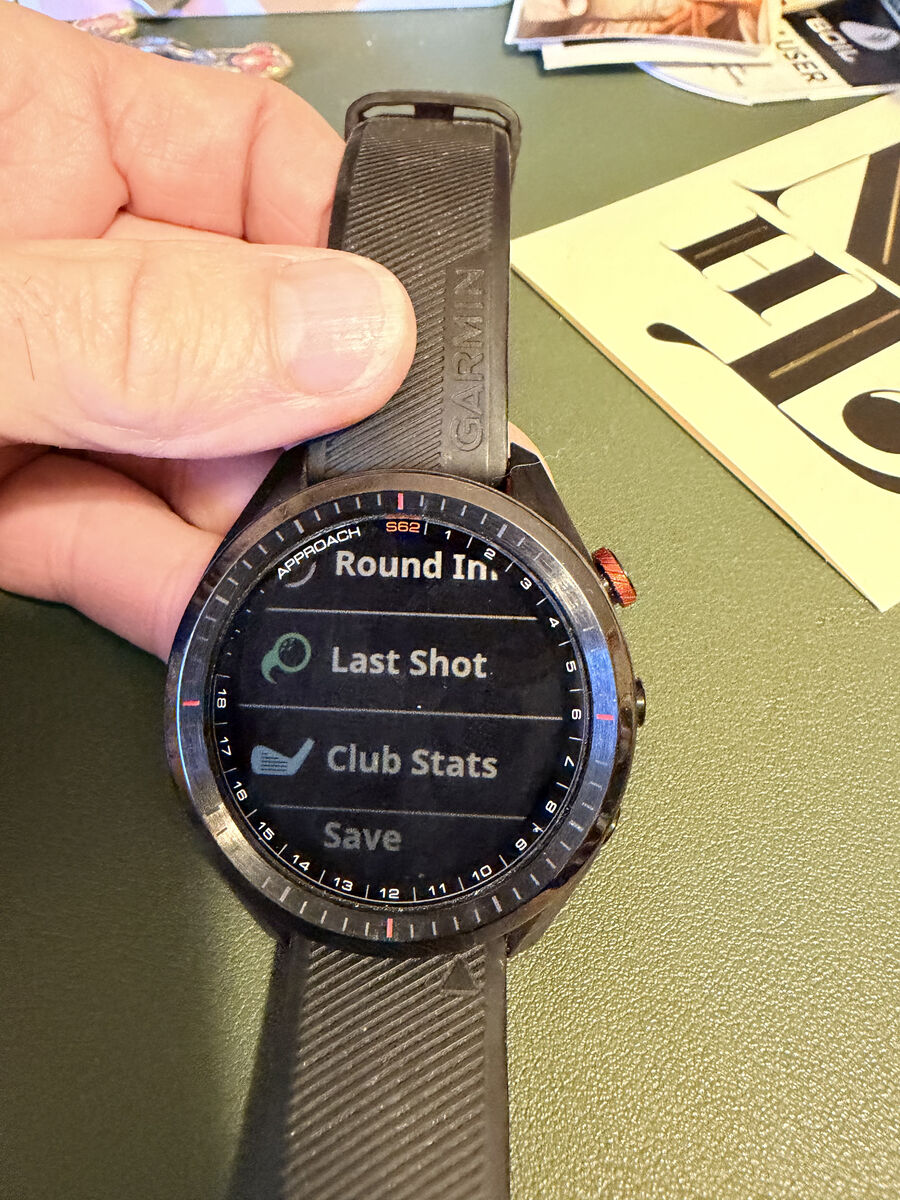 USER
GARMIN
APPROACH S62
Round In
Last Shot
Club Stats
Save
1
2
3
4
5
6
7
8
9
10
11
12
13
14
15
16
17
18